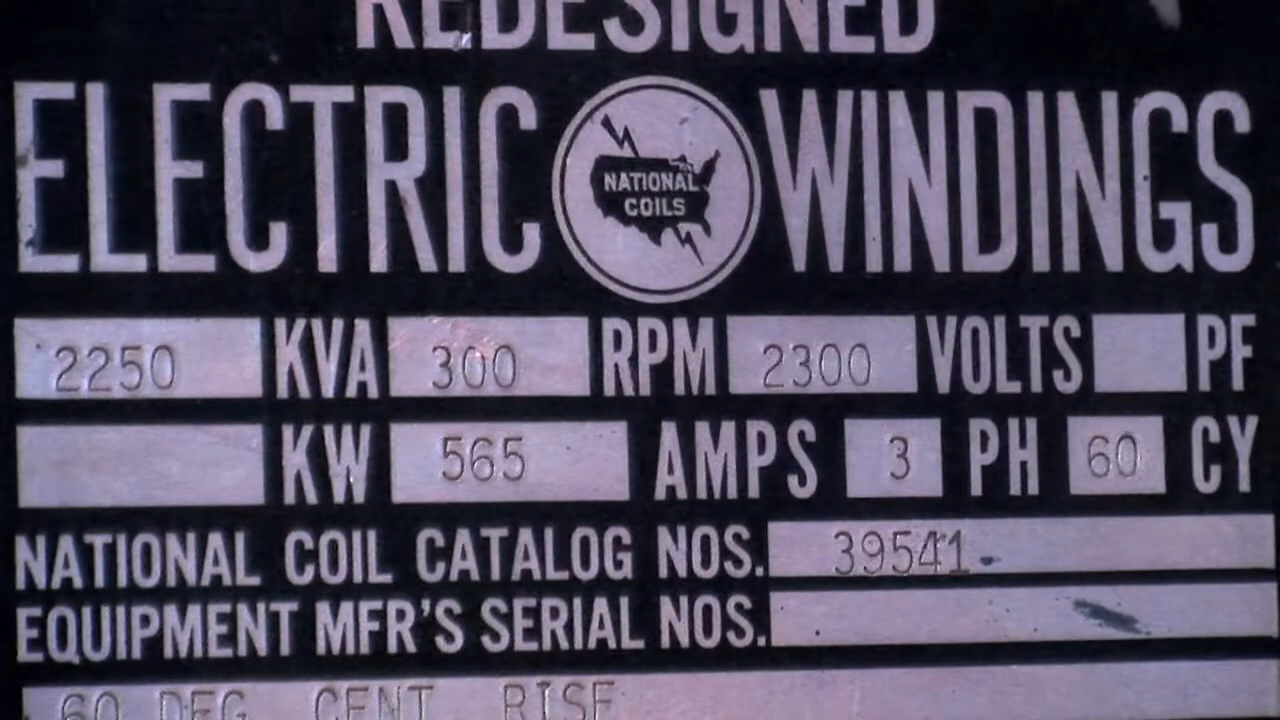 REDESIGNED
ELECTRIC NATIONAL COILS WINDINGS
2250 KVA 300 RPM 2300 VOLTS PF
KW 565 AMPS 3 PH 60 CY
NATIONAL COIL CATALOG NOS. 39541
EQUIPMENT MFR'S SERIAL NOS.
60 DEG CENT RISE